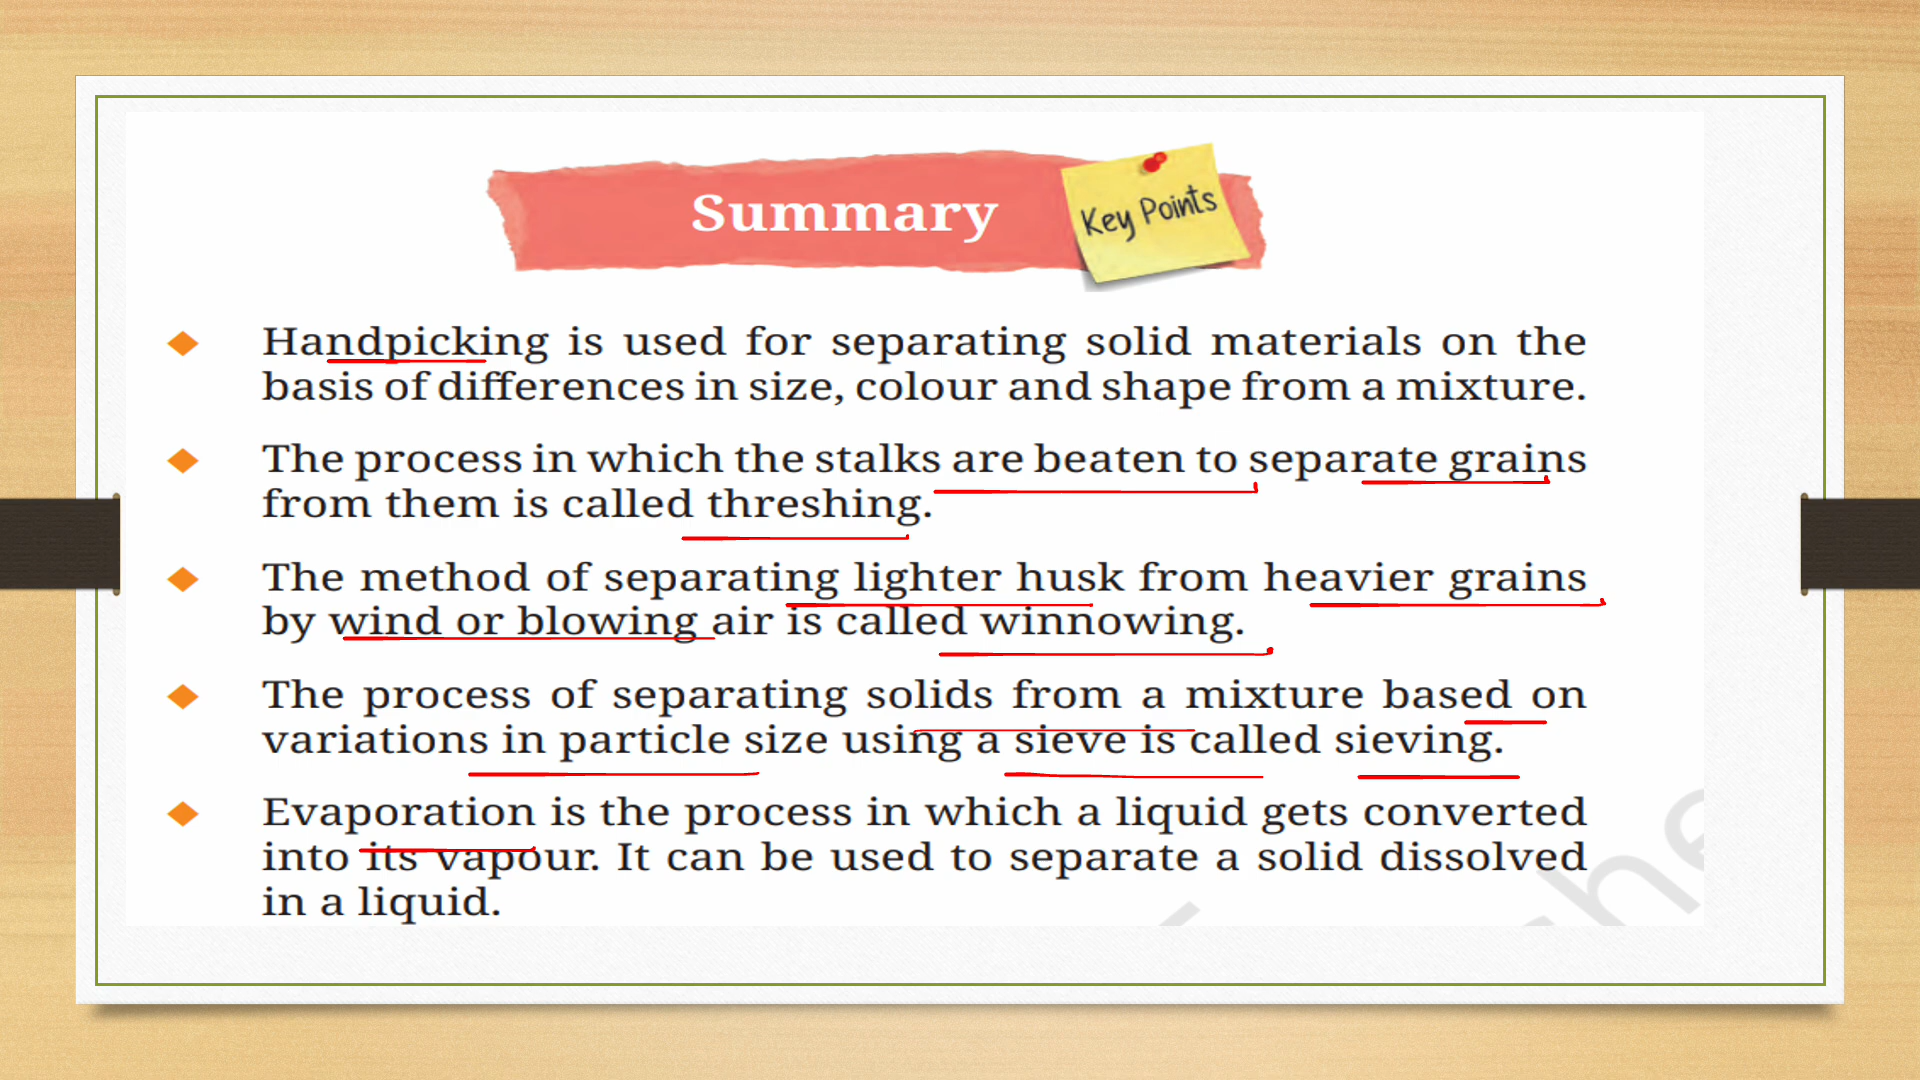 Summary
Key Points
Handpicking is used for separating solid materials on the
basis of differences in size, colour and shape from a mixture.
The process in which the stalks are beaten to separate grains
from them is called threshing.
The method of separating lighter husk from heavier grains
by wind or blowing air is called winnowing.
The process of separating solids from a mixture based on
variations in particle size using a sieve is called sieving.
Evaporation is the process in which a liquid gets converted
into its vapour. It can be used to separate a solid dissolved
in a liquid.